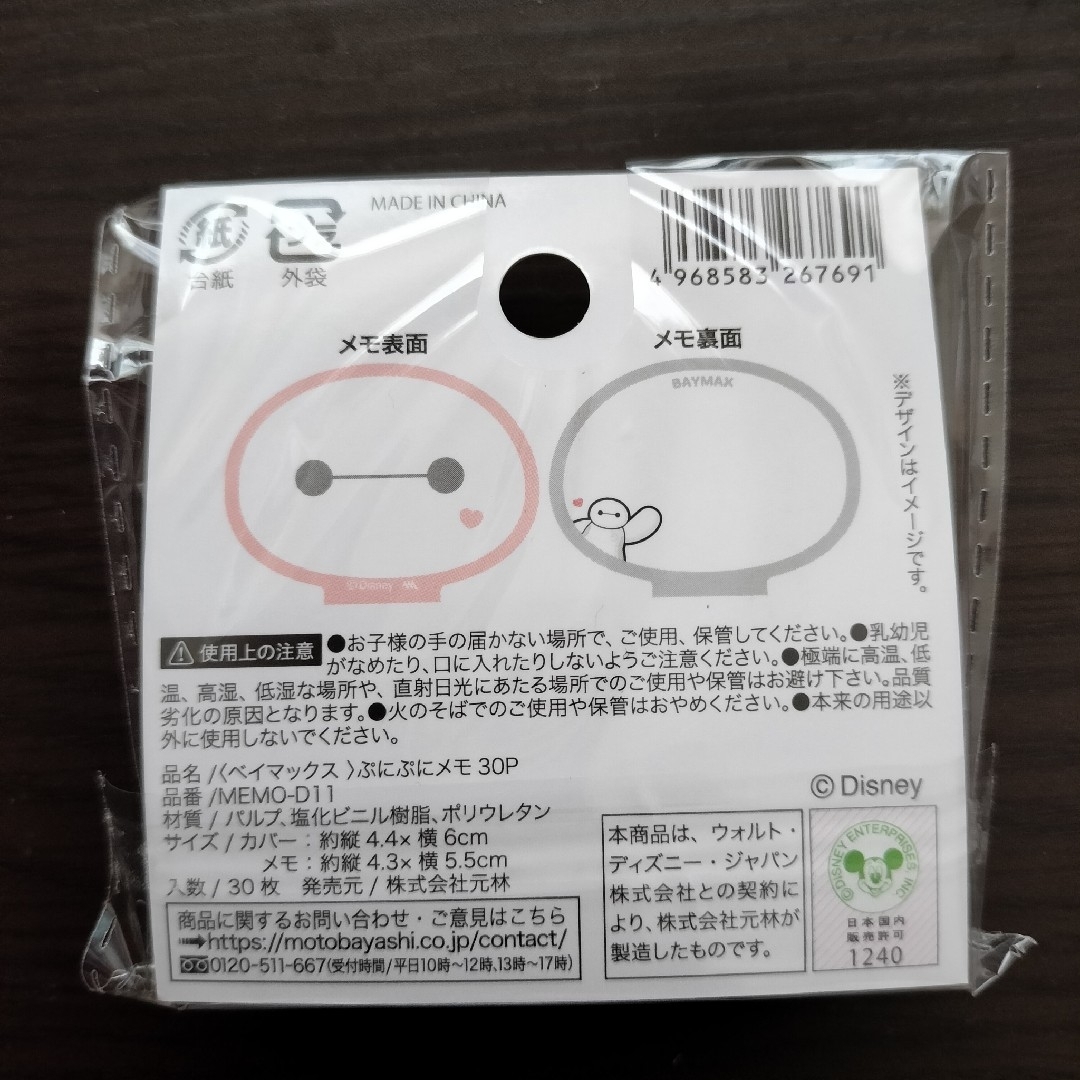 紙
台紙
外袋
MADE IN CHINA
4 968583 267691
メモ表面
メモ裏面
BAYMAX
©Disney
※デザインはイメージです。
使用上の注意 ●お子様の手の届かない場所で、ご使用、保管してください。●乳幼児
がなめたり、口に入れたりしないようご注意ください。●極端に高温、低
温、高湿、低湿な場所や、直射日光にあたる場所でのご使用や保管はお避け下さい。品質
劣化の原因となります。●火のそばでのご使用や保管はおやめください。●本来の用途以
外に使用しないでください。
品名/〈ベイマックス〉ぷにぷにメモ 30P
品番/MEMO-D11
材質/パルプ、塩化ビニル樹脂、ポリウレタン
サイズ/カバー：約縦 4.4×横 6cm
メモ：約縦 4.3×横 5.5cm
入数/30枚 発売元/株式会社元林
商品に関するお問い合わせ・ご意見はこちら
➡https://motobayashi.co.jp/contact/
0120-511-667(受付時間/平日10時〜12時,13時〜17時)
© Disney
本商品は、ウォルト・
ディズニー・ジャパン
株式会社との契約に
より、株式会社元林が
製造したものです。
©DISNEY ENTERPRISES, INC
日本国内
販売許可
1240